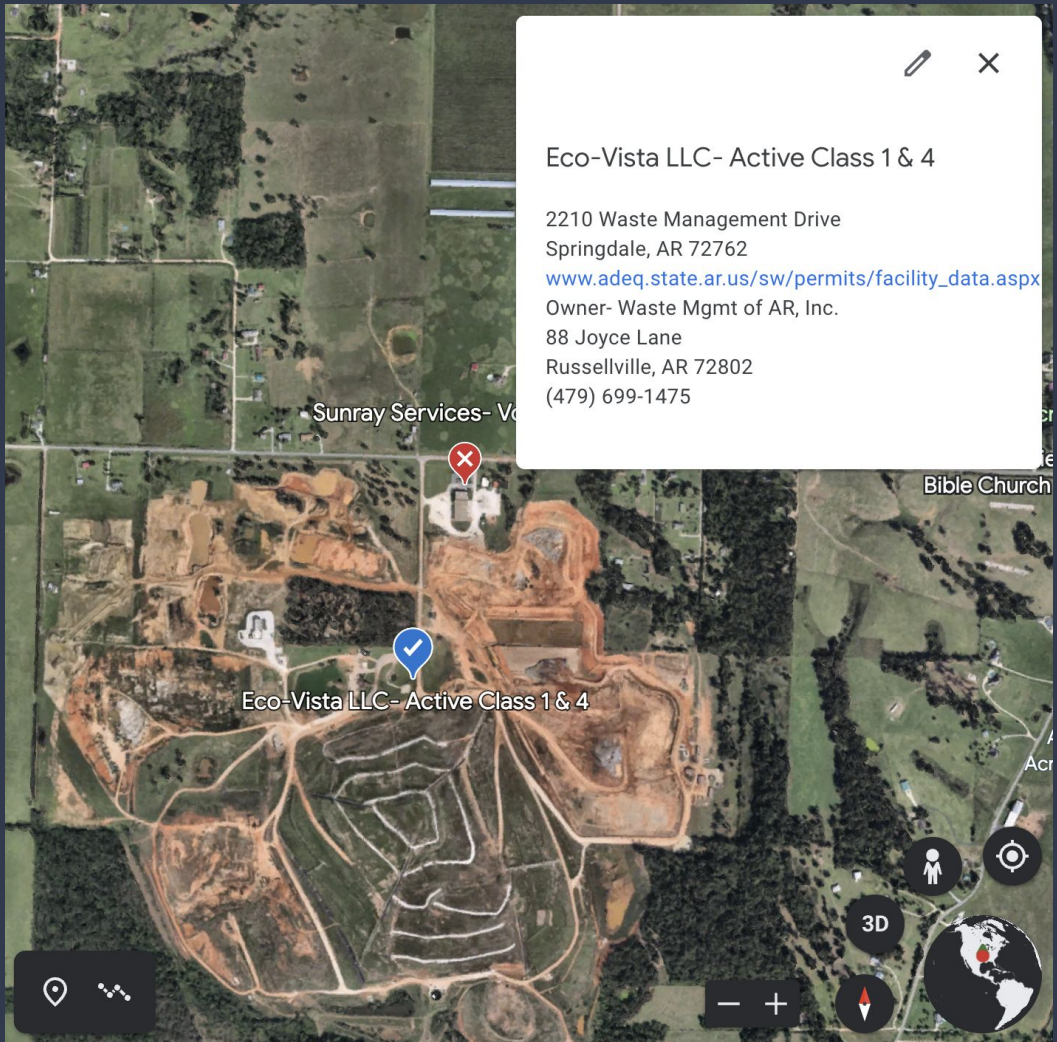 Eco-Vista LLC- Active Class 1 & 4
2210 Waste Management Drive
Springdale, AR 72762
www.adeq.state.ar.us/sw/permits/facility_data.aspx
Owner- Waste Mgmt of AR, Inc.
88 Joyce Lane
Russellville, AR 72802
(479) 699-1475
Sunray Services-
Bible Church
Eco-Vista LLC- Active Class 1 & 4
3D